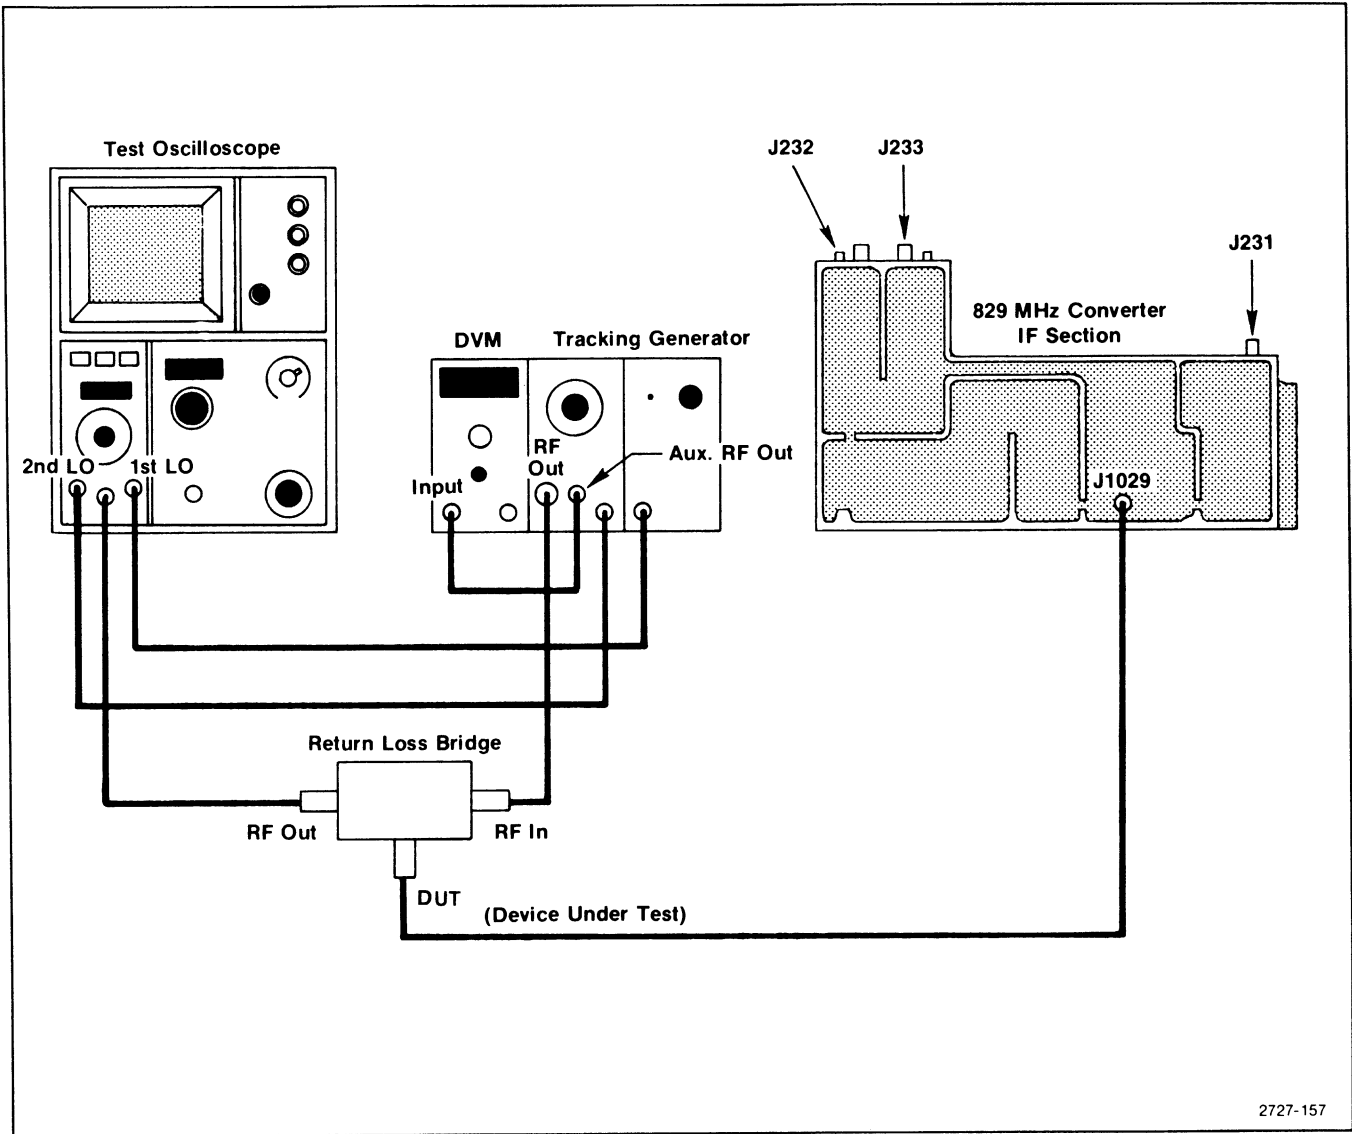 Test Oscilloscope
J232
J233
J231
829 MHz Converter
IF Section
DVM
Tracking Generator
RF
Out
Aux. RF Out
2nd LO
1st LO
Input
J1029
Return Loss Bridge
RF Out
RF In
DUT
(Device Under Test)
2727-157